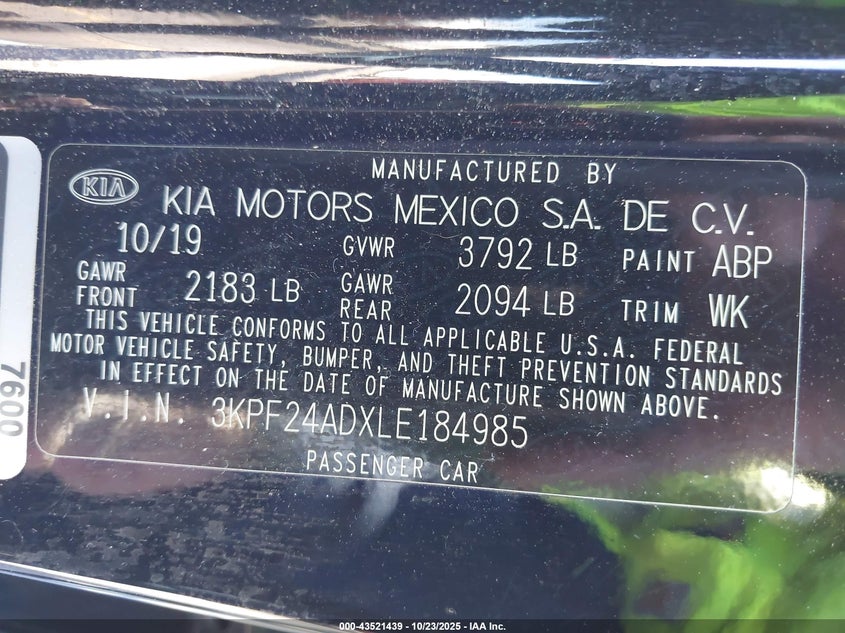 MANUFACTURED BY
KIA KIA MOTORS MEXICO S.A. DE C.V.
10/19 GVWR 3792 LB PAINT ABP
GAWR FRONT 2183 LB GAWR REAR 2094 LB TRIM WK
THIS VEHICLE CONFORMS TO ALL APPLICABLE U.S.A. FEDERAL
MOTOR VEHICLE SAFETY, BUMPER, AND THEFT PREVENTION STANDARDS
IN EFFECT ON THE DATE OF MANUFACTURE SHOWN ABOVE.
V.I.N. 3KPF24ADXLE184985
PASSENGER CAR
7600
000-43521439 - 10/23/2025 - IAA Inc.